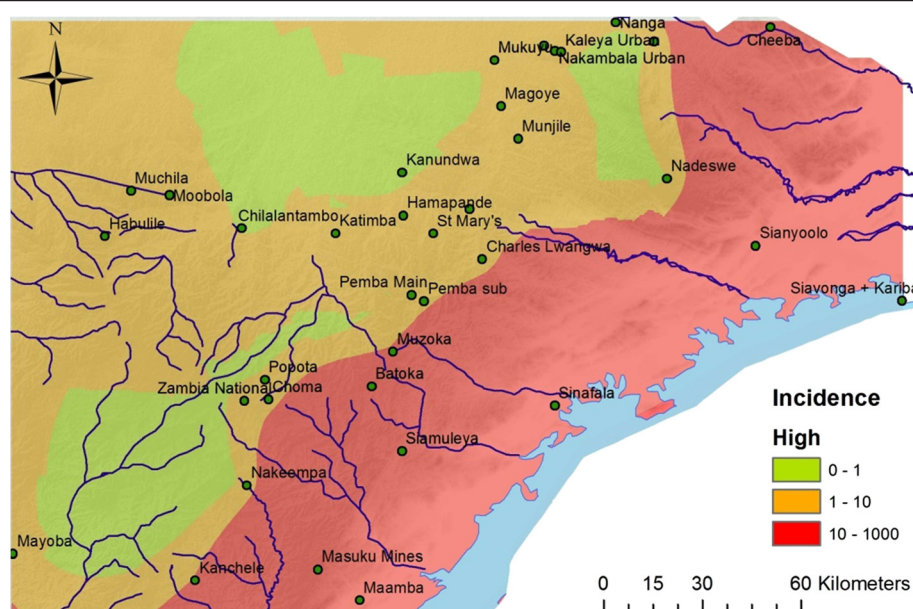 N
Nanga
Cheeba
Kaleya Urban
Mukuyu
Nakambala Urban
Magoye
Munjile
Kanundwa
Nadeswe
Muchila
Moobola
Hamapande
Chilalantambo
Katimba
St Mary's
Habulile
Sianyoolo
Charles Lwangwa
Pemba Main
Pemba sub
Siavonga + Kariba
Muzoka
Popota
Batoka
Zambia National
Choma
Sinafala
Incidence
High
Siamuleya
0 - 1
Nakeempa
1 - 10
10 - 1000
Mayoba
Masuku Mines
Kanchele
Maamba
0 15 30 60 Kilometers